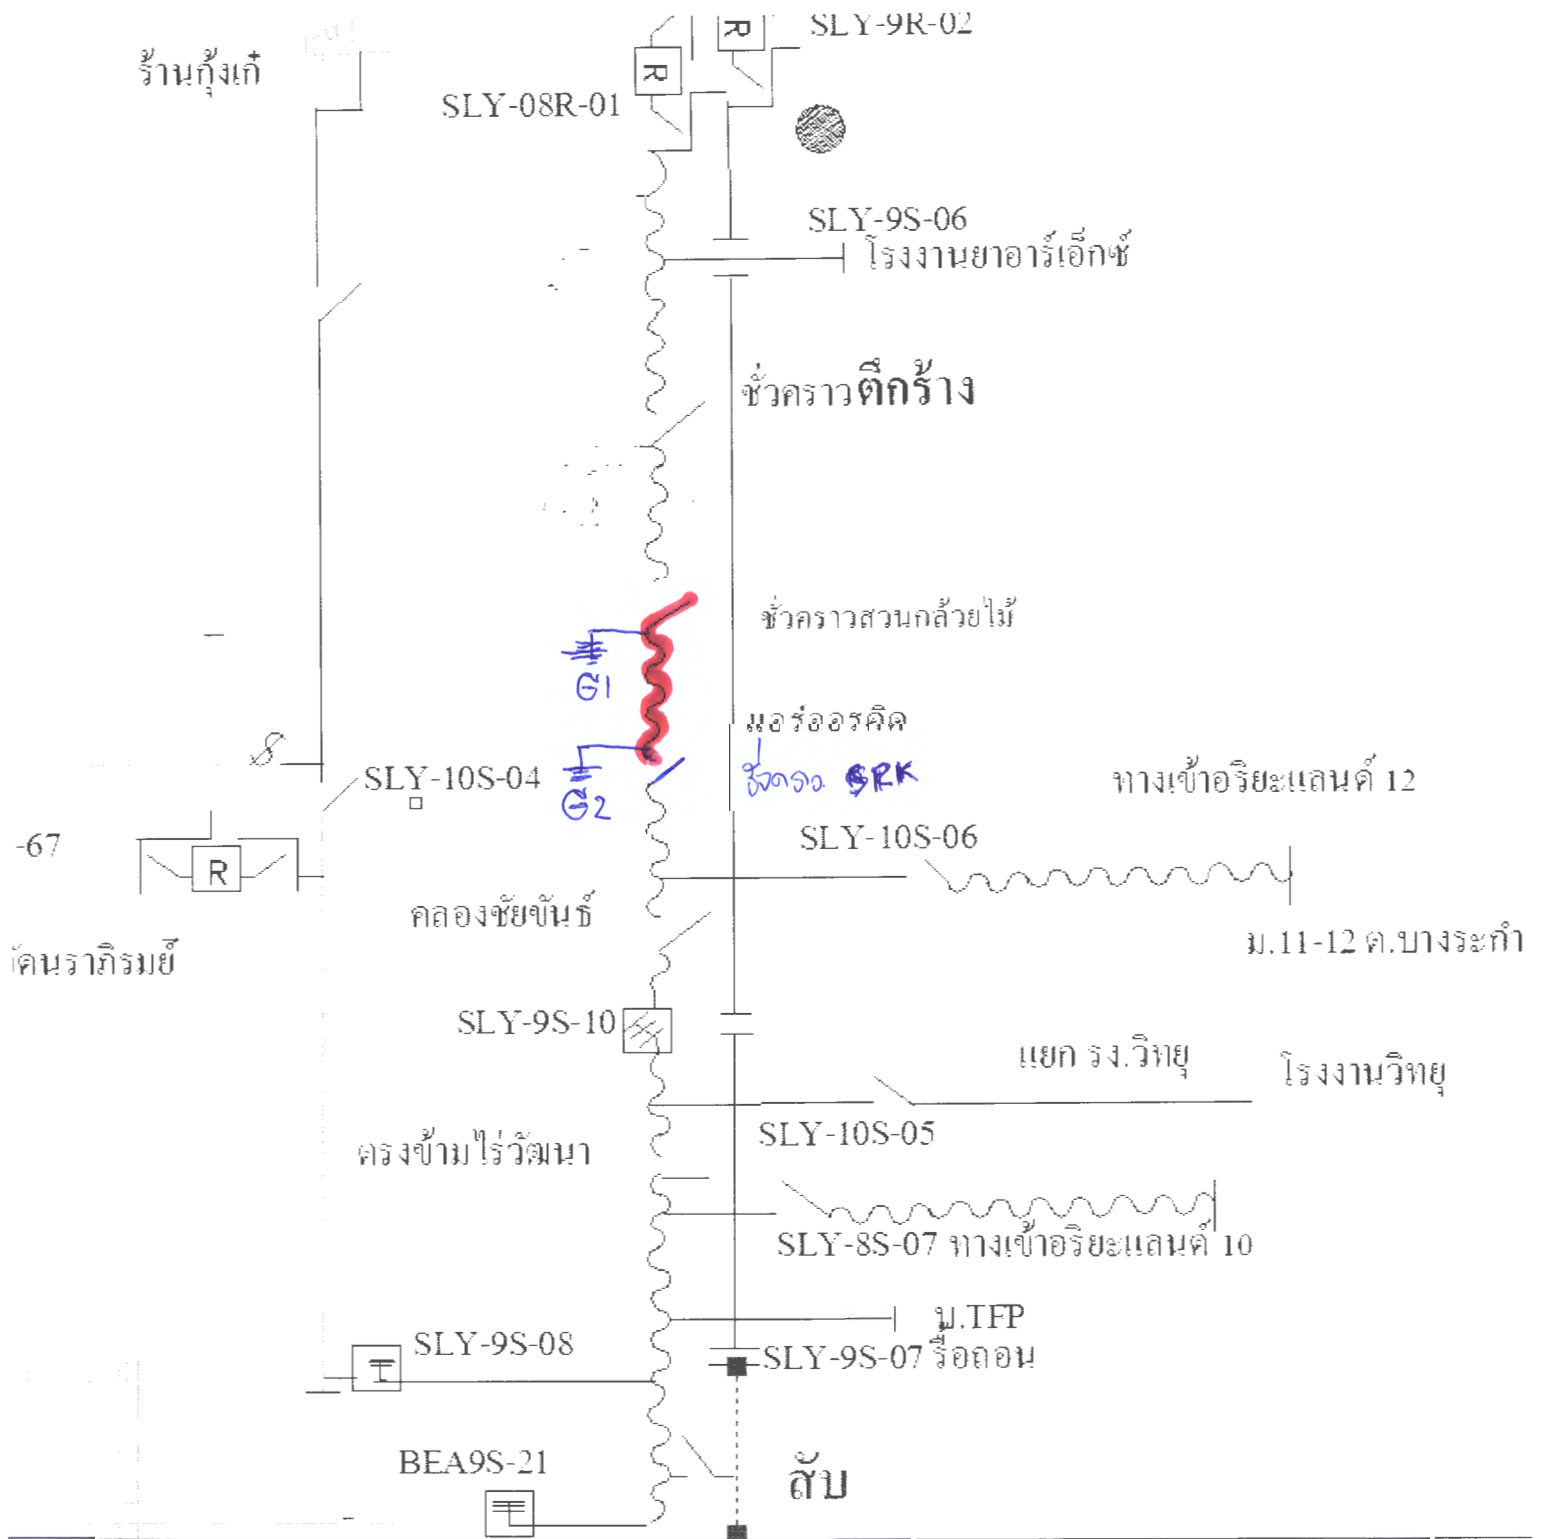 SLY-9R-02
R
ร้านกุ้งเก๋
R
SLY-08R-01
SLY-9S-06
โรงงานยาอาร์เอ็กซ์
ชั่วคราวตึกร้าง
ชั่วคราวสวนกล้วยไม้
G1
แอร์ออรคิด
SLY-10S-04
ชั่วคราว SRK
ทางเข้าอริยะแลนด์ 12
G2
-67
SLY-10S-06
R
คลองชัยขันธ์
ม.11-12 ต.บางระกำ
SLY-9S-10
แยก รง.วิทยุ
โรงงานวิทยุ
SLY-10S-05
ตรงข้ามไร่วัฒนา
SLY-8S-07 ทางเข้าอริยะแลนด์ 10
บ.TFP
SLY-9S-08
SLY-9S-07 รื้อถอน
BEA9S-21
สับ